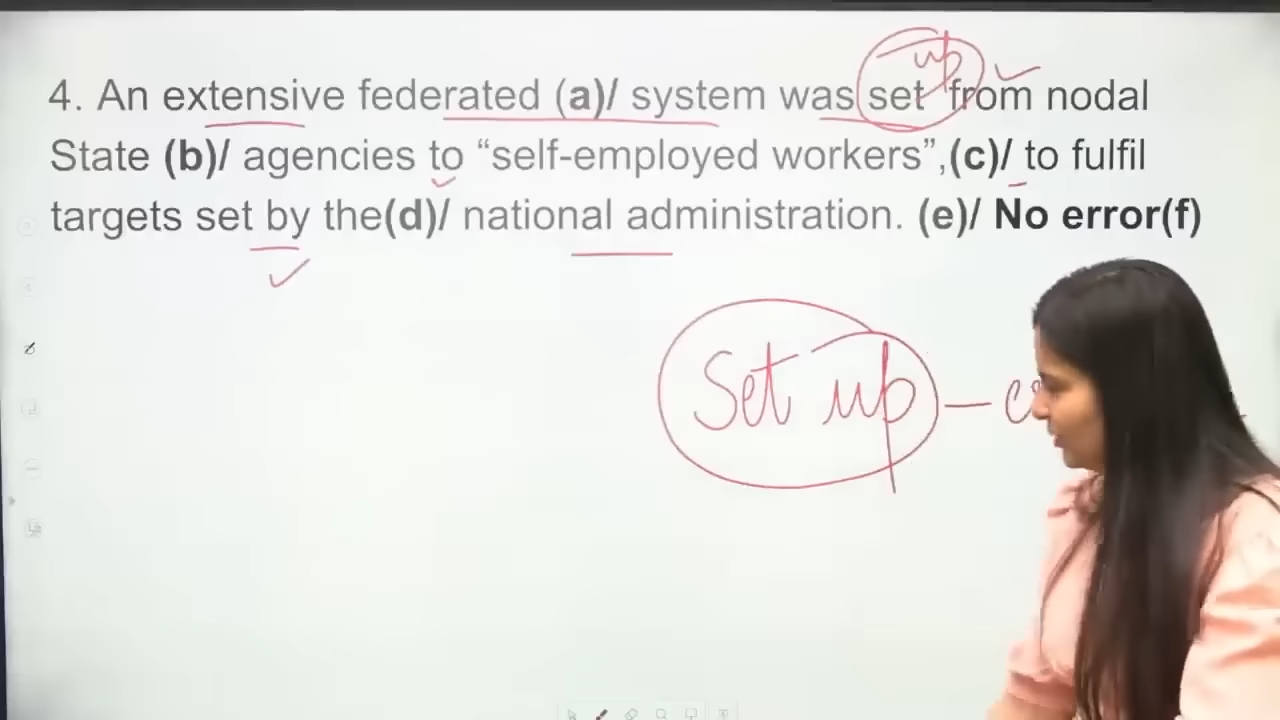 up
4. An extensive federated (a)/ system was set from nodal
State (b)/ agencies to “self-employed workers”,(c)/ to fulfil
targets set by the(d)/ national administration. (e)/ No error(f)
Set up –